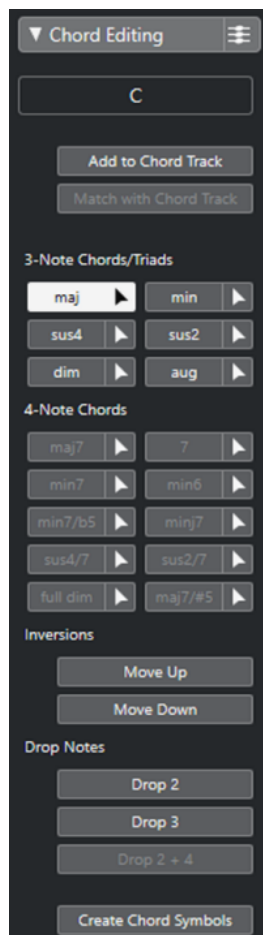 Chord Editing
C
Add to Chord Track
Match with Chord Track
3-Note Chords/Triads
maj min
sus4 sus2
dim aug
4-Note Chords
maj7 7
min7 min6
min7/b5 minj7
sus4/7 sus2/7
full dim maj7/#5
Inversions
Move Up
Move Down
Drop Notes
Drop 2
Drop 3
Drop 2 + 4
Create Chord Symbols